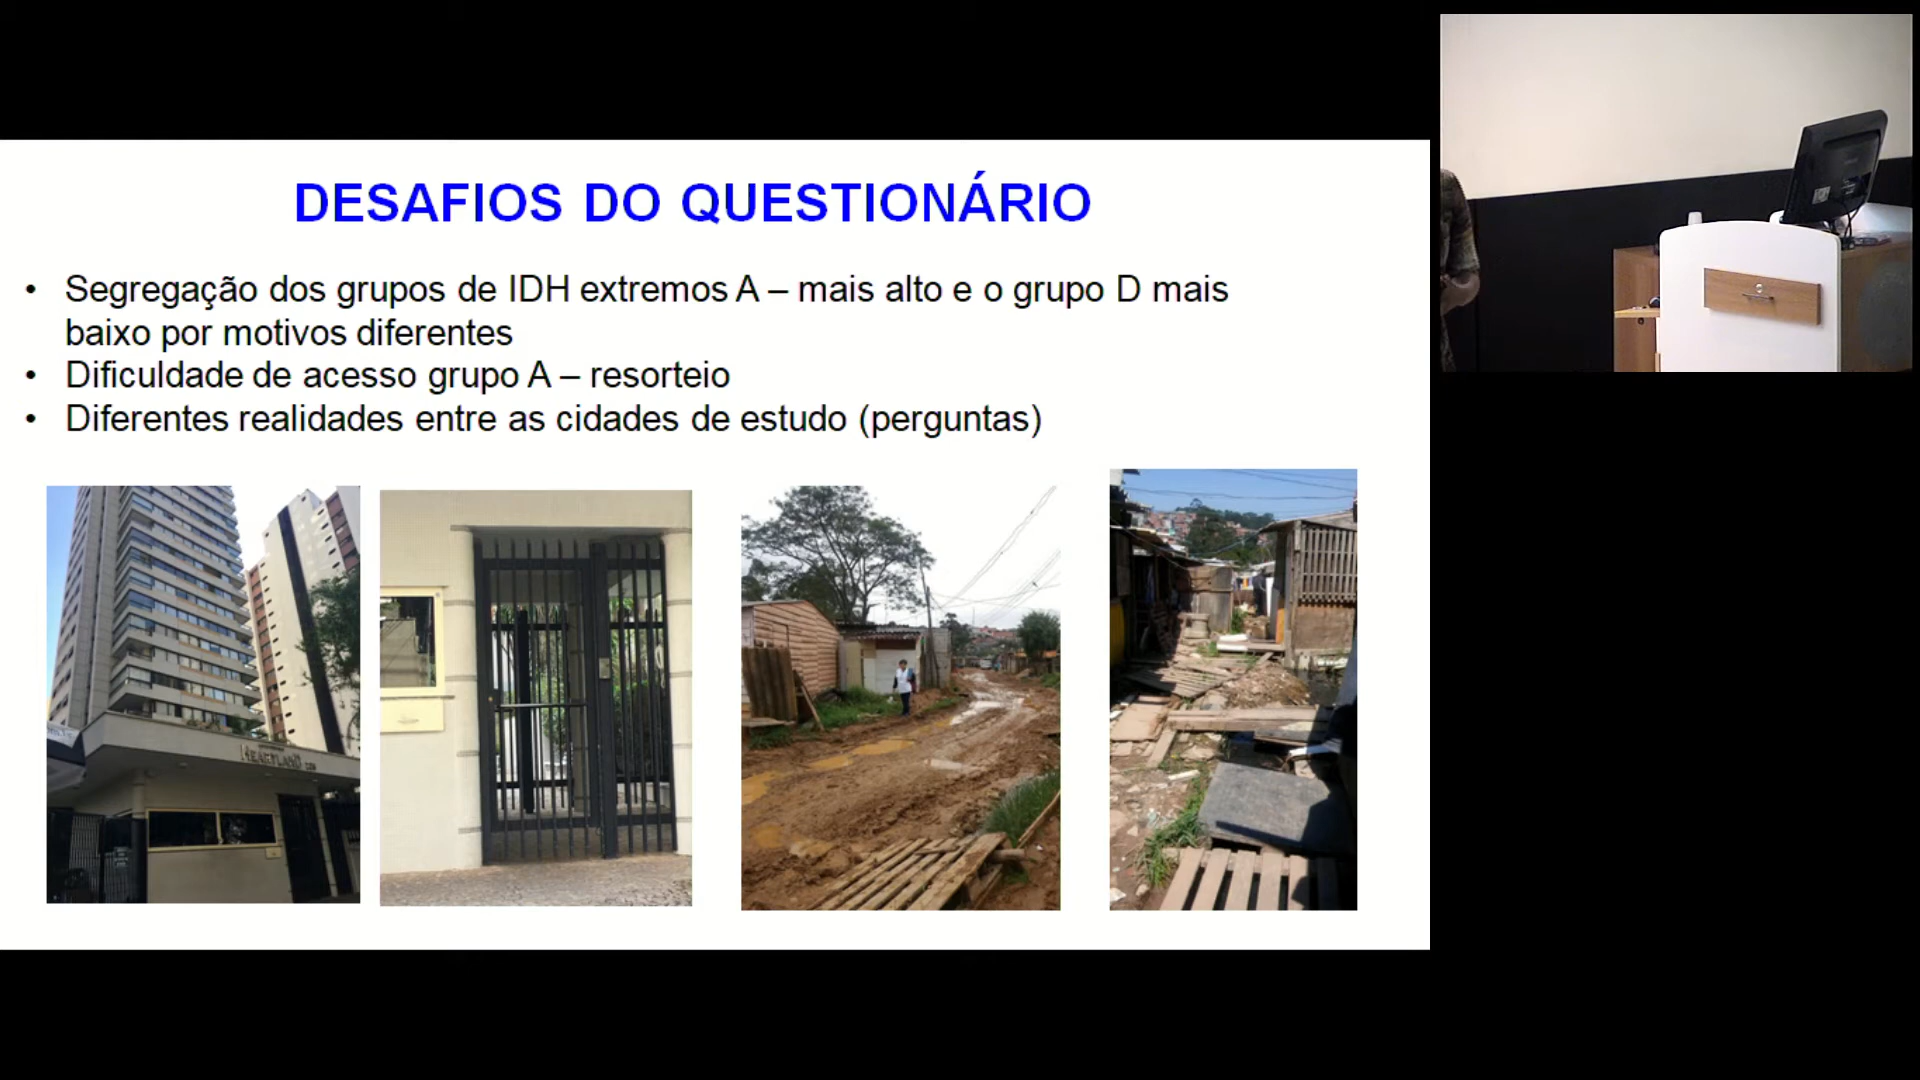 DESAFIOS DO QUESTIONÁRIO
• Segregação dos grupos de IDH extremos A – mais alto e o grupo D mais
baixo por motivos diferentes
• Dificuldade de acesso grupo A – resorteio
• Diferentes realidades entre as cidades de estudo (perguntas)